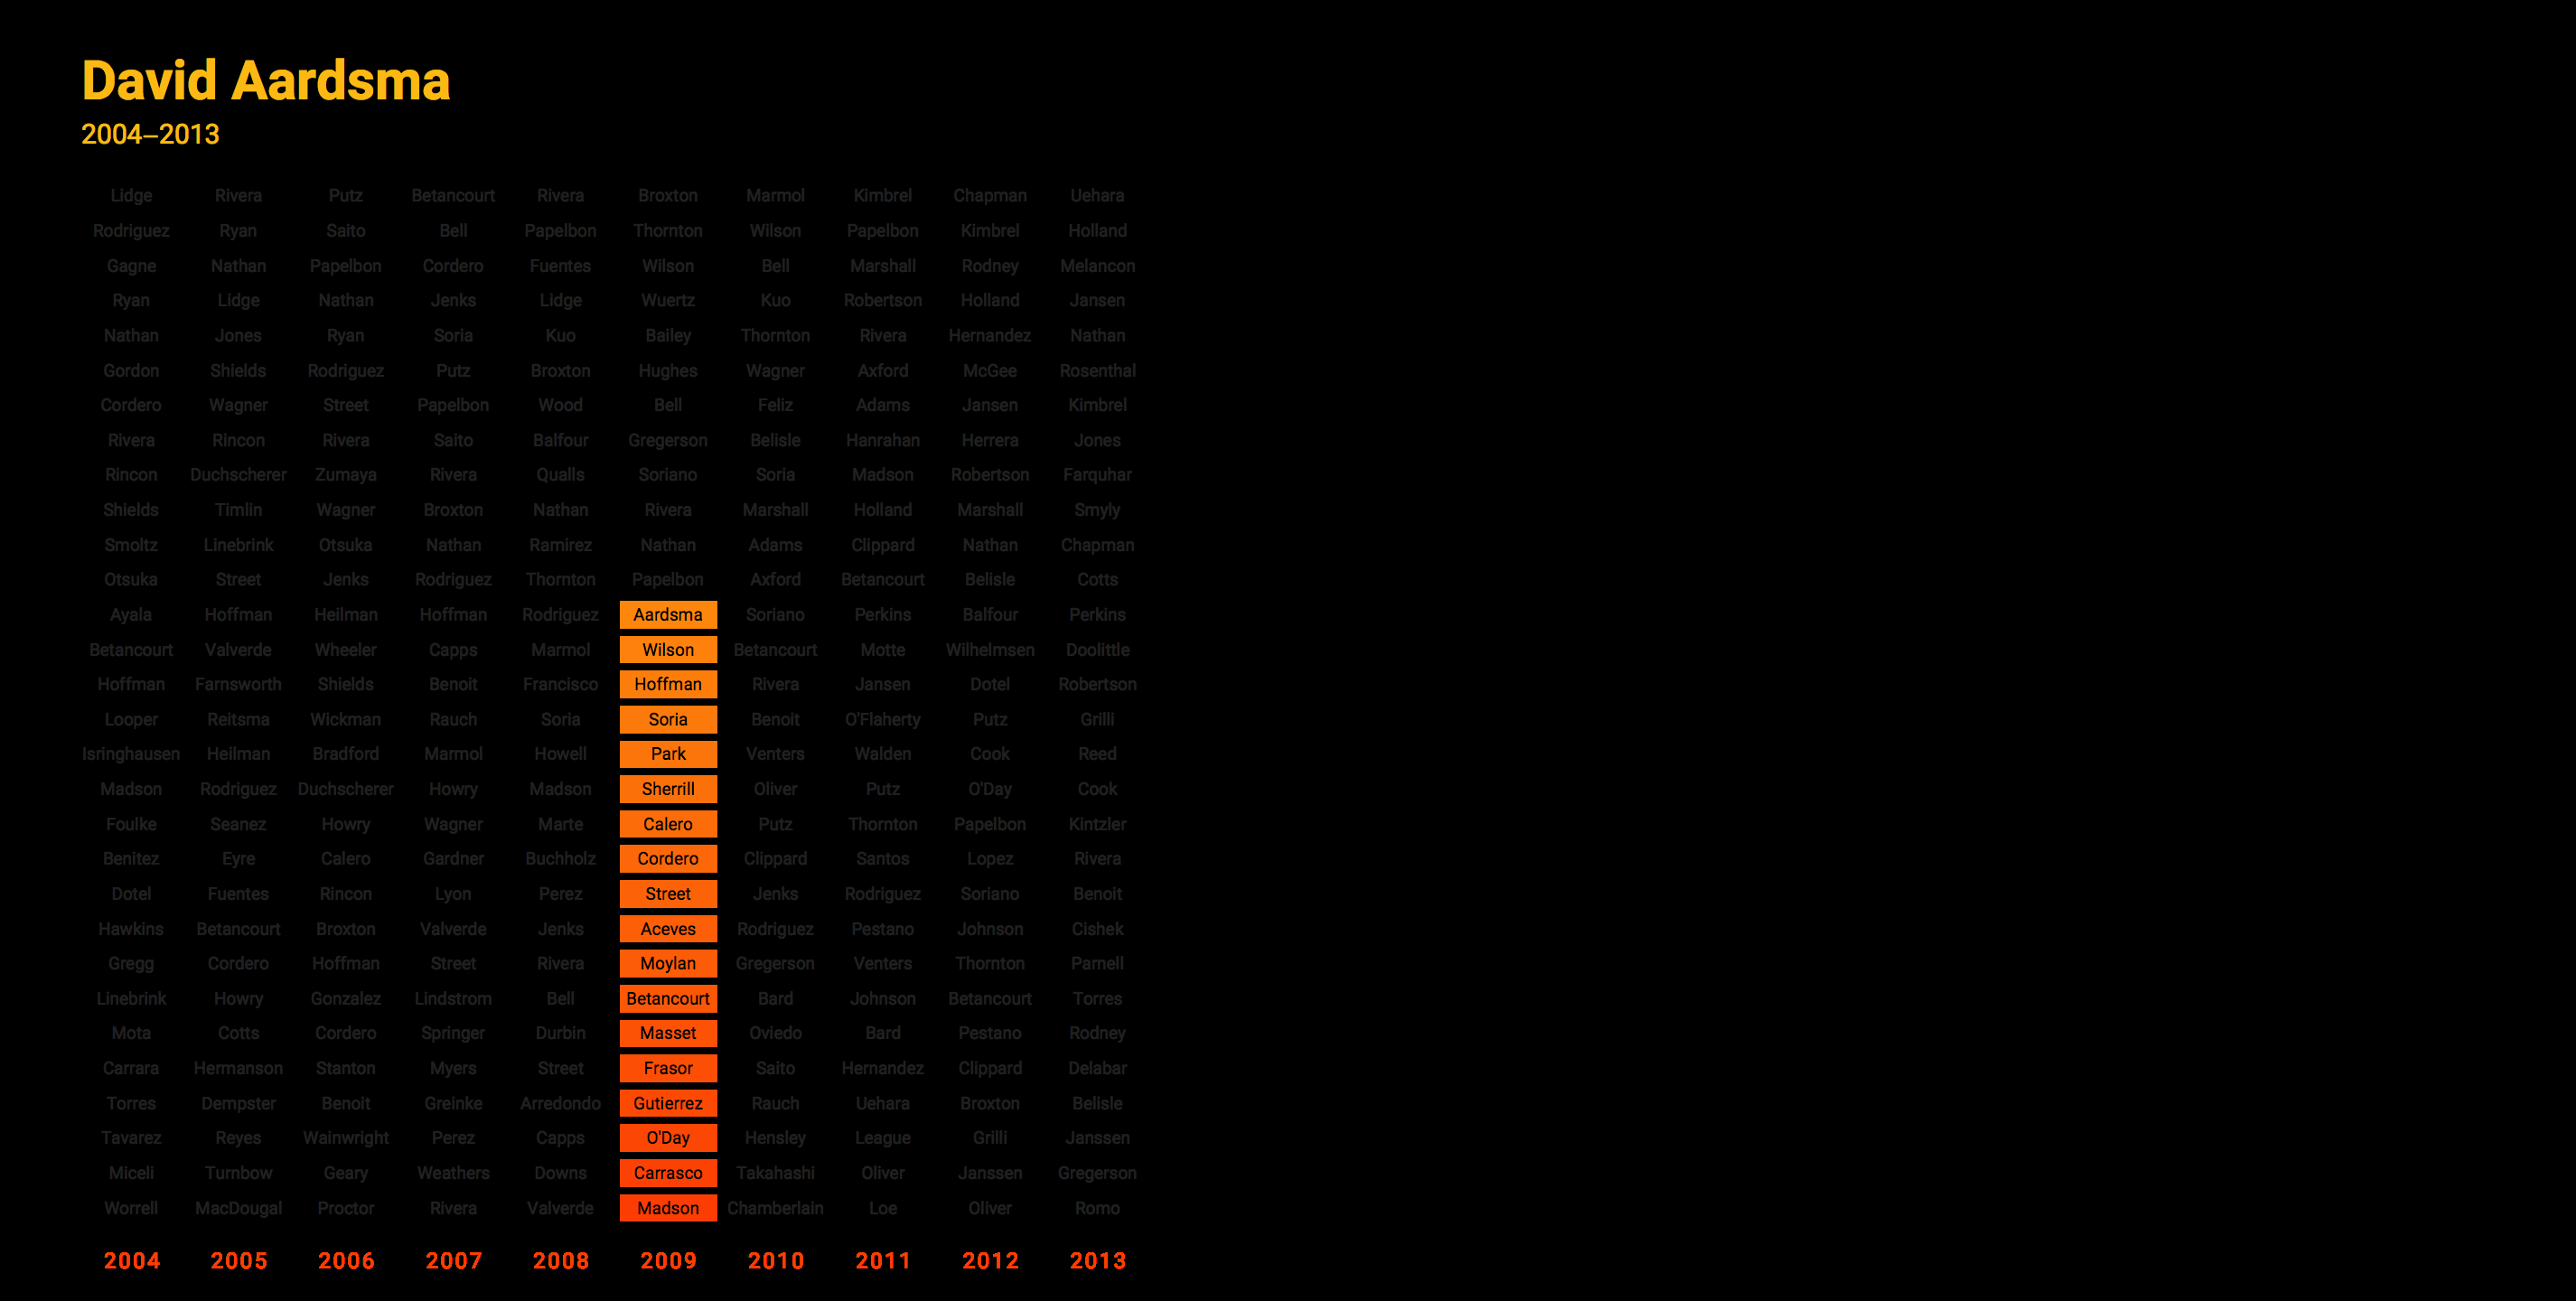 David Aardsma
2004–2013
Lidge Rivera Putz Betancourt Rivera Broxton Marmol Kimbrel Chapman Uehara
Rodriguez Ryan Saito Bell Papelbon Thornton Wilson Papelbon Kimbrel Holland
Gagne Nathan Papelbon Cordero Fuentes Wilson Bell Marshall Rodney Melancon
Ryan Lidge Nathan Jenks Lidge Wuertz Kuo Robertson Holland Jansen
Nathan Jones Ryan Soria Kuo Bailey Thornton Rivera Hernandez Nathan
Gordon Shields Rodriguez Putz Broxton Hughes Wagner Axford McGee Rosenthal
Cordero Wagner Street Papelbon Wood Bell Feliz Adams Jansen Kimbrel
Rivera Rincon Rivera Saito Balfour Gregerson Belisle Hanrahan Herrera Jones
Rincon Duchscherer Zumaya Rivera Qualls Soriano Soria Madson Robertson Farquhar
Shields Timlin Wagner Broxton Nathan Rivera Marshall Holland Marshall Smyly
Smoltz Linebrink Otsuka Nathan Ramirez Nathan Adams Clippard Nathan Chapman
Otsuka Street Jenks Rodriguez Thornton Papelbon Axford Betancourt Belisle Cotts
Ayala Hoffman Heilman Hoffman Rodriguez Aardsma Soriano Perkins Balfour Perkins
Betancourt Valverde Wheeler Capps Marmol Wilson Betancourt Motte Wilhelmsen Doolittle
Hoffman Farnsworth Shields Benoit Francisco Hoffman Rivera Jansen Dotel Robertson
Looper Reitsma Wickman Rauch Soria Soria Benoit O'Flaherty Putz Grilli
Isringhausen Heilman Bradford Marmol Howell Park Venters Walden Cook Reed
Madson Rodriguez Duchscherer Howry Madson Sherrill Oliver Putz O'Day Cook
Foulke Seanez Howry Wagner Marte Calero Putz Thornton Papelbon Kintzler
Benitez Eyre Calero Gardner Buchholz Cordero Clippard Santos Lopez Rivera
Dotel Fuentes Rincon Lyon Perez Street Jenks Rodriguez Soriano Benoit
Hawkins Betancourt Broxton Valverde Jenks Aceves Rodriguez Pestano Johnson Cishek
Gregg Cordero Hoffman Street Rivera Moylan Gregerson Venters Thornton Parnell
Linebrink Howry Gonzalez Lindstrom Bell Betancourt Bard Johnson Betancourt Torres
Mota Cotts Cordero Springer Durbin Masset Oviedo Bard Pestano Rodney
Carrara Hermanson Stanton Myers Street Frasor Saito Hernandez Clippard Delabar
Torres Dempster Benoit Greinke Arredondo Gutierrez Rauch Uehara Broxton Belisle
Tavarez Reyes Wainwright Perez Capps O'Day Hensley League Grilli Janssen
Miceli Turnbow Geary Weathers Downs Carrasco Takahashi Oliver Janssen Gregerson
Worrell MacDougal Proctor Rivera Valverde Madson Chamberlain Loe Oliver Romo
2004 2005 2006 2007 2008 2009 2010 2011 2012 2013